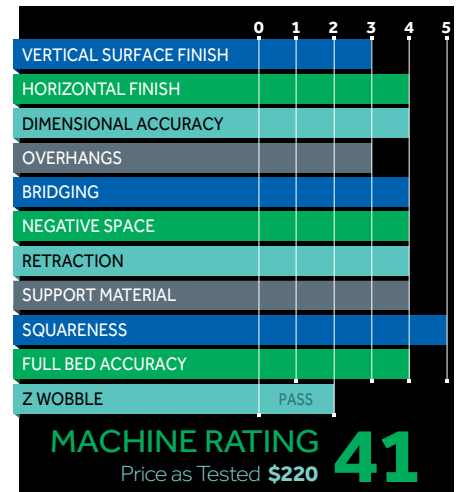 0 1 2 3 4 5
VERTICAL SURFACE FINISH
HORIZONTAL FINISH
DIMENSIONAL ACCURACY
OVERHANGS
BRIDGING
NEGATIVE SPACE
RETRACTION
SUPPORT MATERIAL
SQUARENESS
FULL BED ACCURACY
Z WOBBLE PASS
MACHINE RATING 41
Price as Tested $220